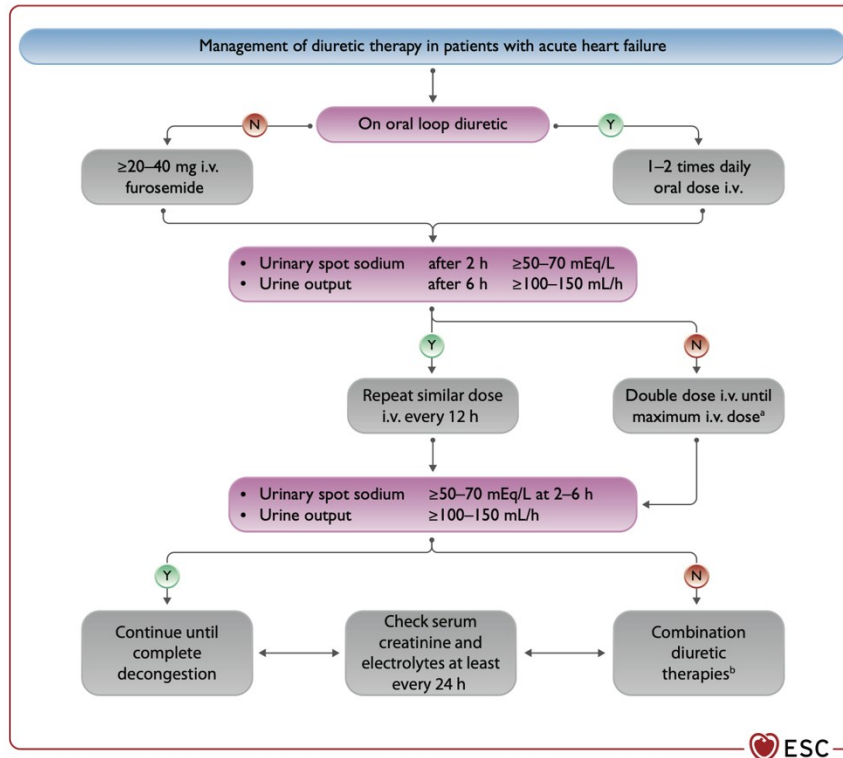 Management of diuretic therapy in patients with acute heart failure
On oral loop diuretic
N
Y
≥20–40 mg i.v.
furosemide
1–2 times daily
oral dose i.v.
• Urinary spot sodium after 2 h ≥50–70 mEq/L
• Urine output after 6 h ≥100–150 mL/h
Y
N
Repeat similar dose
i.v. every 12 h
Double dose i.v. until
maximum i.v. doseᵃ
• Urinary spot sodium ≥50–70 mEq/L at 2–6 h
• Urine output ≥100–150 mL/h
Y
N
Continue until
complete
decongestion
Check serum
creatinine and
electrolytes at least
every 24 h
Combination
diuretic
therapiesᵇ
ESC